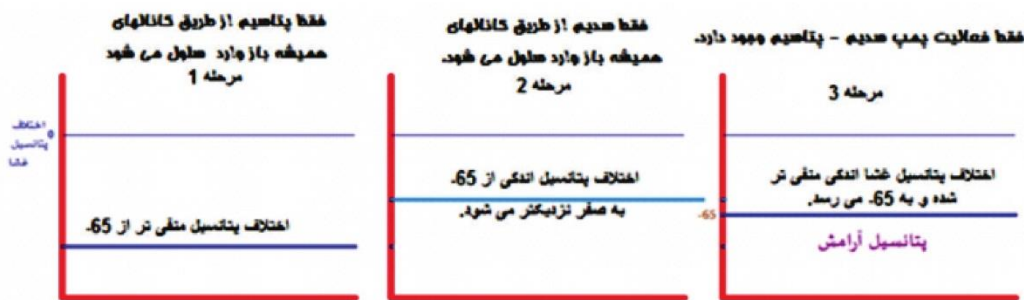 فقط پتاسیم از طریق کانالهای
همیشه باز وارد سلول می شود
مرحله 1
اختلاف
پتانسیل
غشا
0
اختلاف پتانسیل منفی تر از 65-
فقط سدیم از طریق کانالهای
همیشه باز وارد سلول می شود.
مرحله 2
اختلاف پتانسیل اندکی از 65-
به صفر نزدیکتر می شود.
فقط فعالیت پمپ سدیم - پتاسیم وجود دارد.
مرحله 3
اختلاف پتانسیل غشا اندکی منفی تر
شده و به 65- می رسد.
-65
پتانسیل آرامش